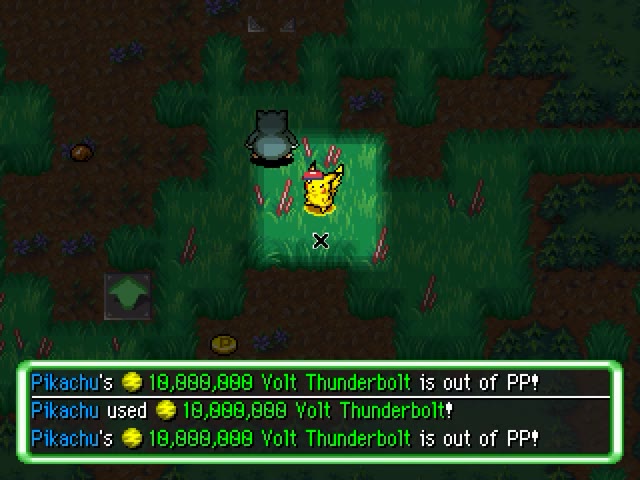 Pikachu's 10,000,000 Volt Thunderbolt is out of PP!
Pikachu used 10,000,000 Volt Thunderbolt!
Pikachu's 10,000,000 Volt Thunderbolt is out of PP!